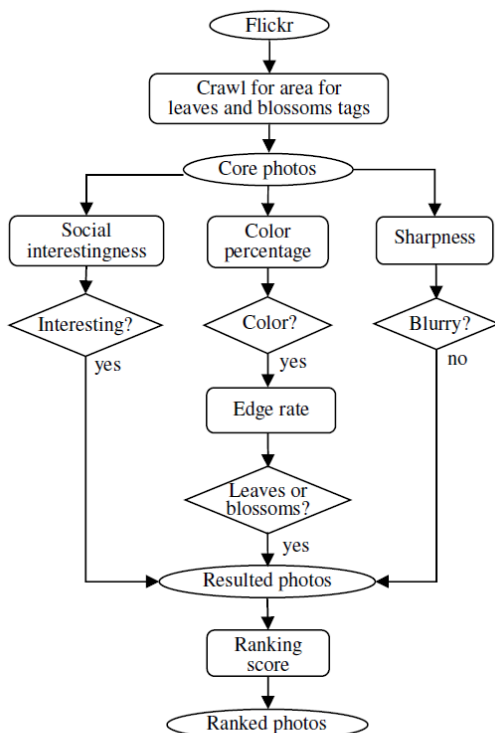 Flickr
Crawl for area for
leaves and blossoms tags
Core photos
Social
interestingness
Color
percentage
Sharpness
Interesting?
Color?
Blurry?
yes
yes
no
Edge rate
Leaves or
blossoms?
yes
Resulted photos
Ranking
score
Ranked photos